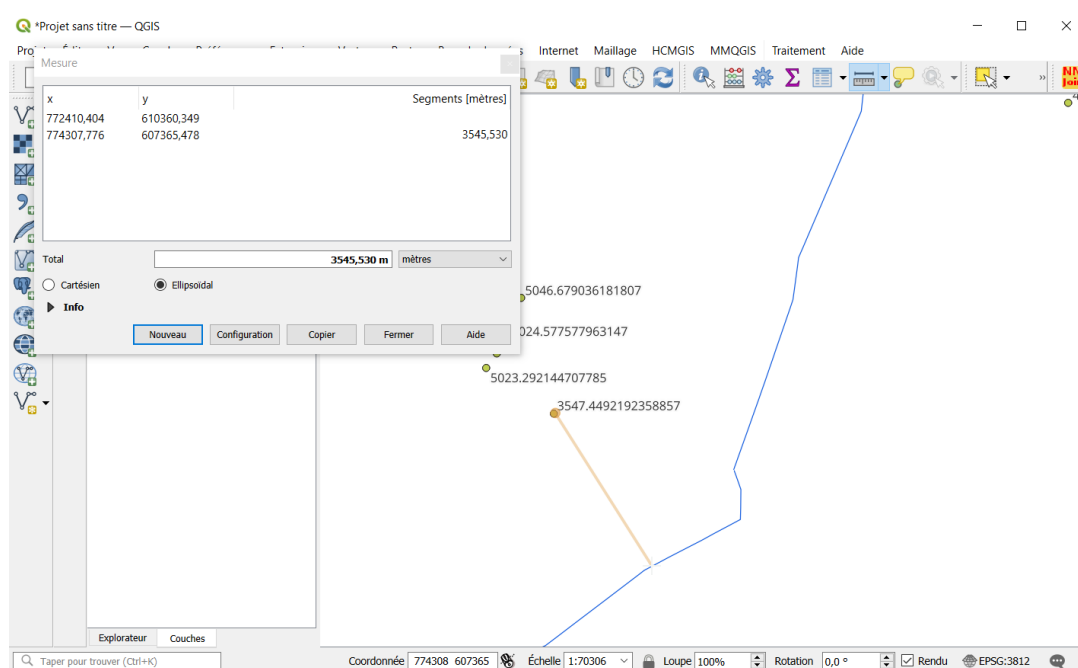 *Projet sans titre — QGIS
Internet Maillage HCMGIS MMQGIS Traitement Aide
Mesure
x y Segments [mètres]
772410,404 610360,349
774307,776 607365,478 3545,530
Total 3545,530 m mètres
Cartésien Ellipsoïdal
Info
Nouveau Configuration Copier Fermer Aide
5046.679036181807
024.577577963147
5023.292144707785
3547.4492192358857
Explorateur Couches
Taper pour trouver (Ctrl+K) Coordonnée 774308 607365 Échelle 1:70306 Loupe 100% Rotation 0,0 ° Rendu EPSG:3812